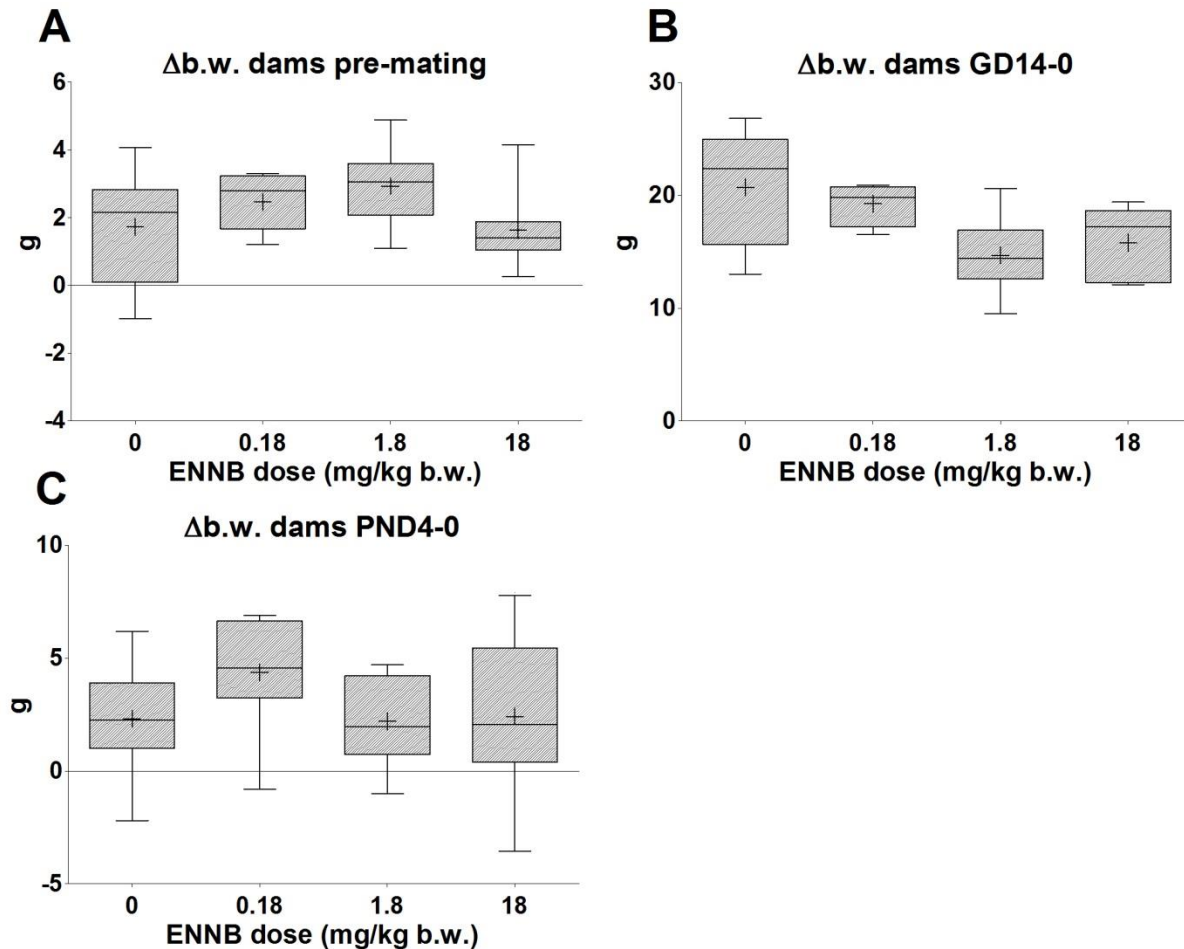 A
Δb.w. dams pre-mating
6
4
2
0
-2
-4
g
0 0.18 1.8 18
ENNB dose (mg/kg b.w.)
B
Δb.w. dams GD14-0
30
20
10
0
g
0 0.18 1.8 18
ENNB dose (mg/kg b.w.)
C
Δb.w. dams PND4-0
10
5
0
-5
g
0 0.18 1.8 18
ENNB dose (mg/kg b.w.)